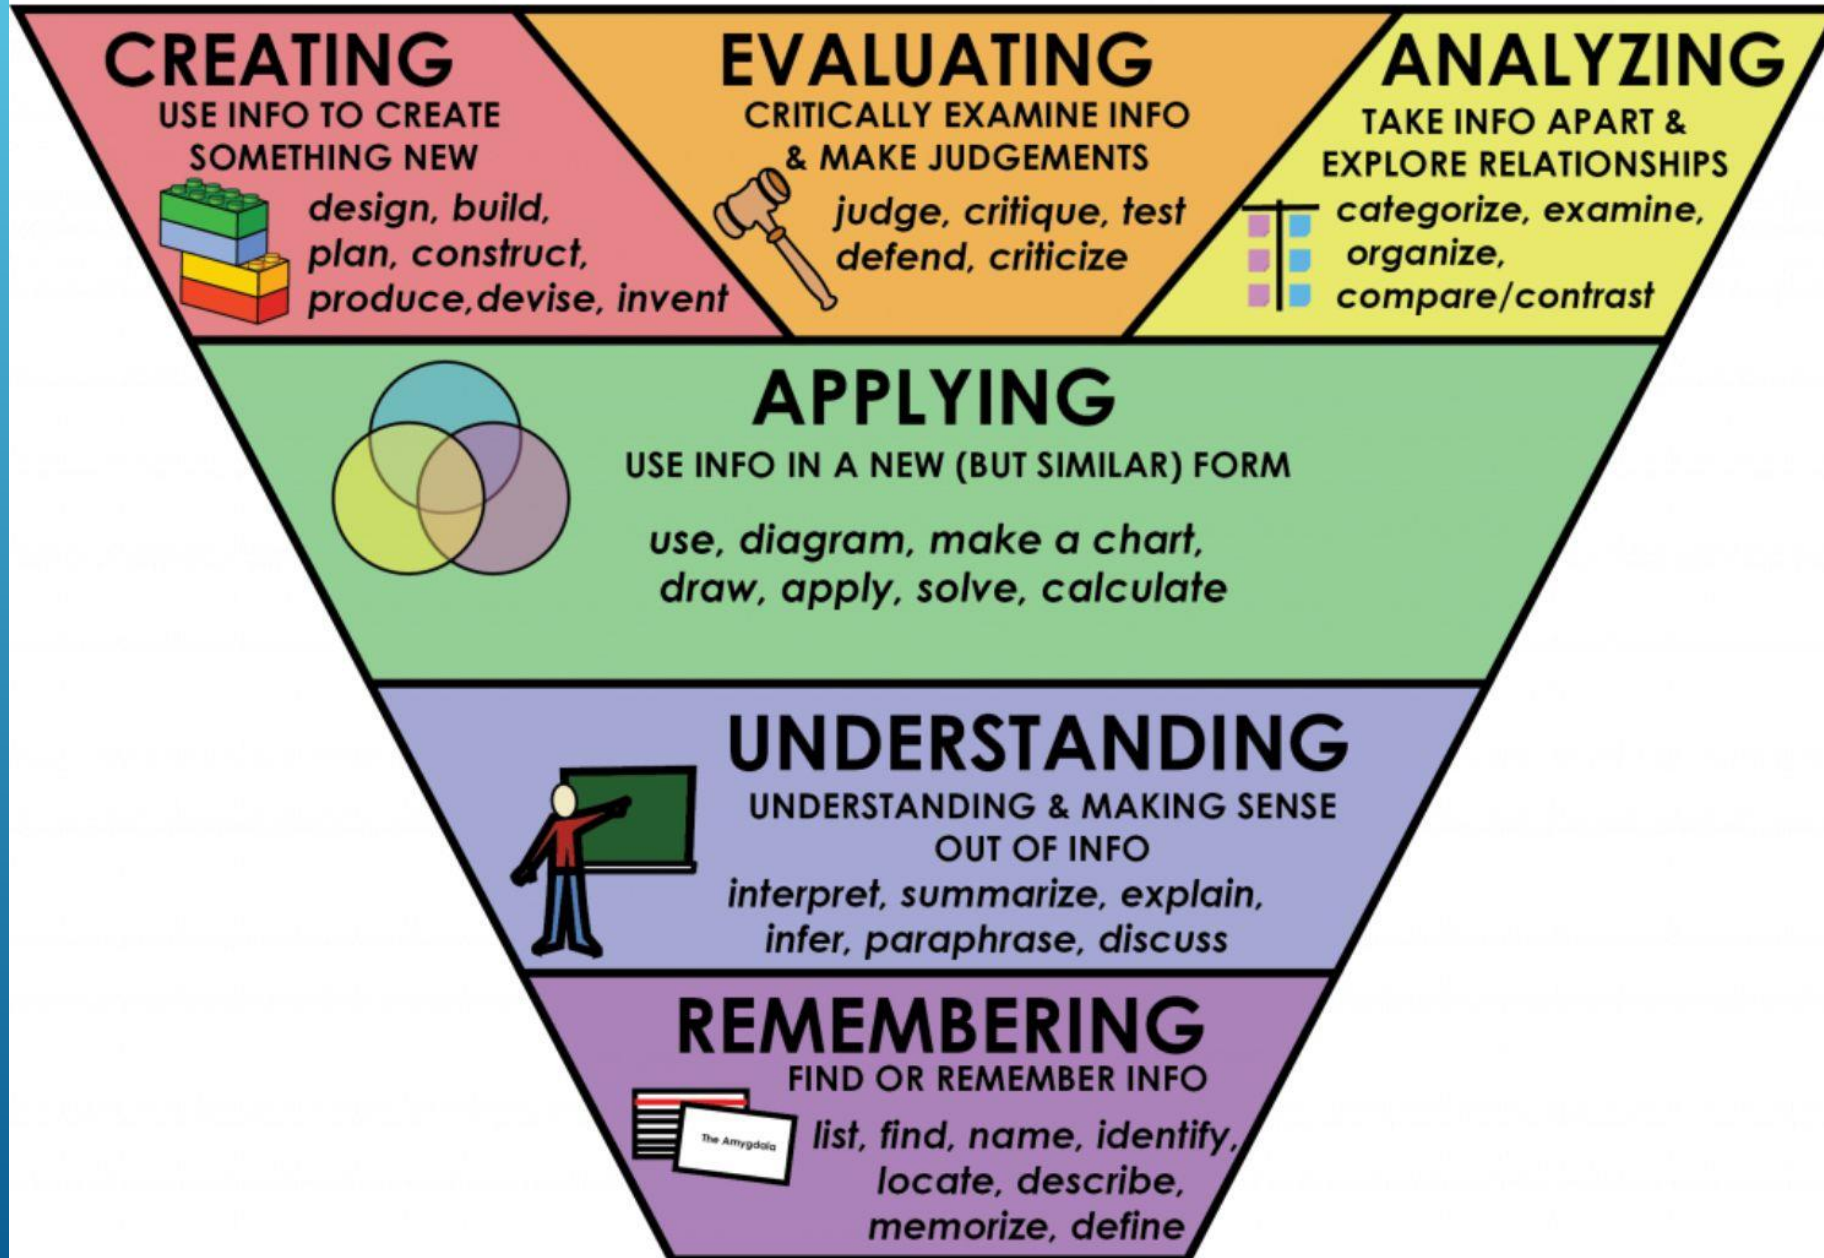 CREATING
USE INFO TO CREATE
SOMETHING NEW
design, build,
plan, construct,
produce,devise, invent
EVALUATING
CRITICALLY EXAMINE INFO
& MAKE JUDGEMENTS
judge, critique, test
defend, criticize
ANALYZING
TAKE INFO APART &
EXPLORE RELATIONSHIPS
categorize, examine,
organize,
compare/contrast
APPLYING
USE INFO IN A NEW (BUT SIMILAR) FORM
use, diagram, make a chart,
draw, apply, solve, calculate
UNDERSTANDING
UNDERSTANDING & MAKING SENSE
OUT OF INFO
interpret, summarize, explain,
infer, paraphrase, discuss
REMEMBERING
FIND OR REMEMBER INFO
The Amygdala
list, find, name, identify,
locate, describe,
memorize, define